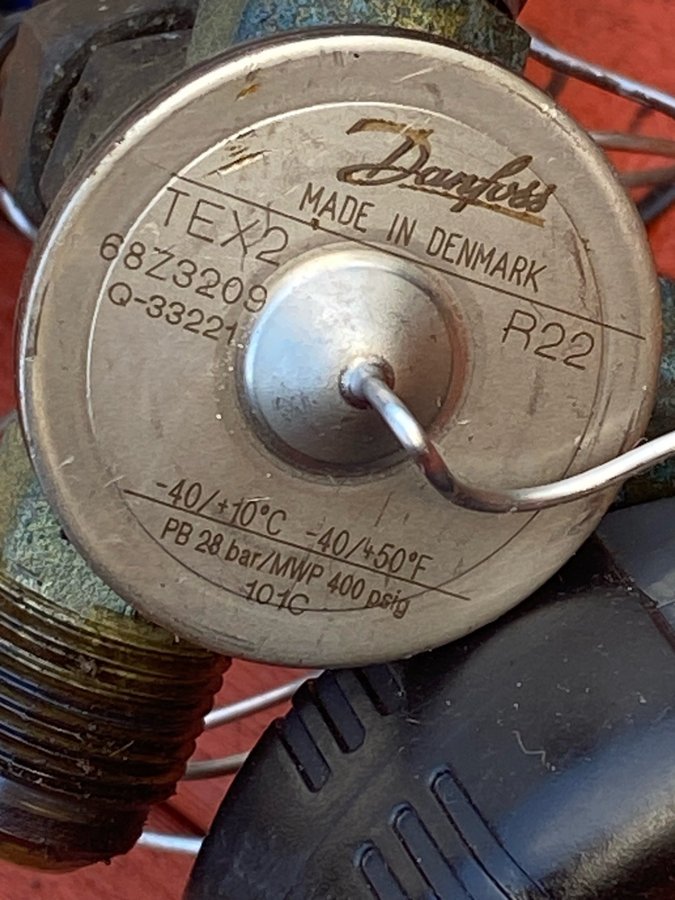 Danfoss
MADE IN DENMARK
TEX2
68Z3209
Q-33221
R22
-40/+10°C -40/+50°F
PB 28 bar/MWP 400 psig
101C